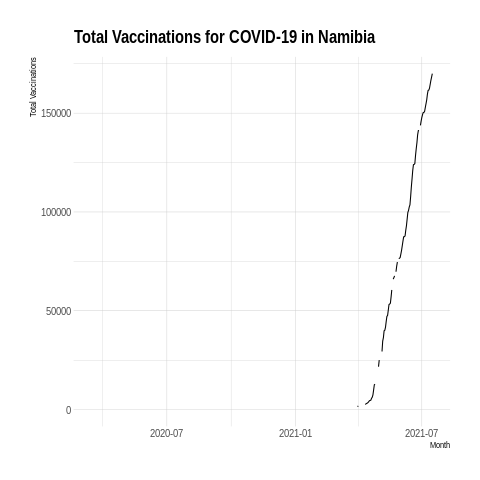 Total Vaccinations for COVID-19 in Namibia
Total Vaccinations
150000
100000
50000
0
2020-07 2021-01 2021-07
Month